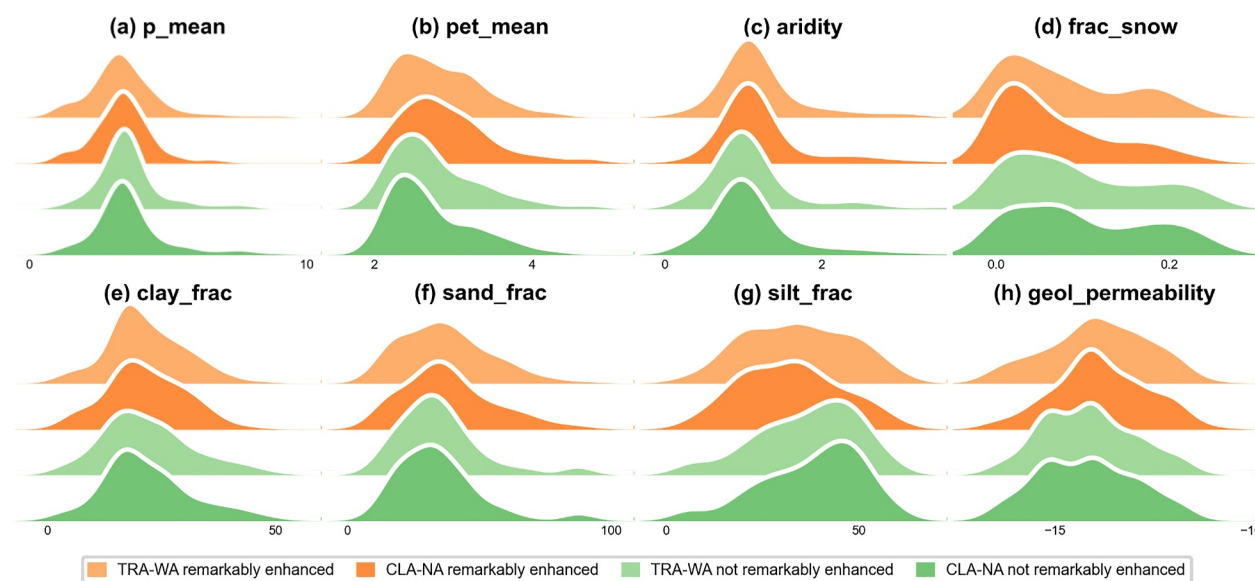 (a) p_mean (b) pet_mean (c) aridity (d) frac_snow
0 10 2 4 0 2 0.0 0.2
(e) clay_frac (f) sand_frac (g) silt_frac (h) geol_permeability
0 50 0 100 0 50 −15
TRA-WA remarkably enhanced CLA-NA remarkably enhanced TRA-WA not remarkably enhanced CLA-NA not remarkably enhanced